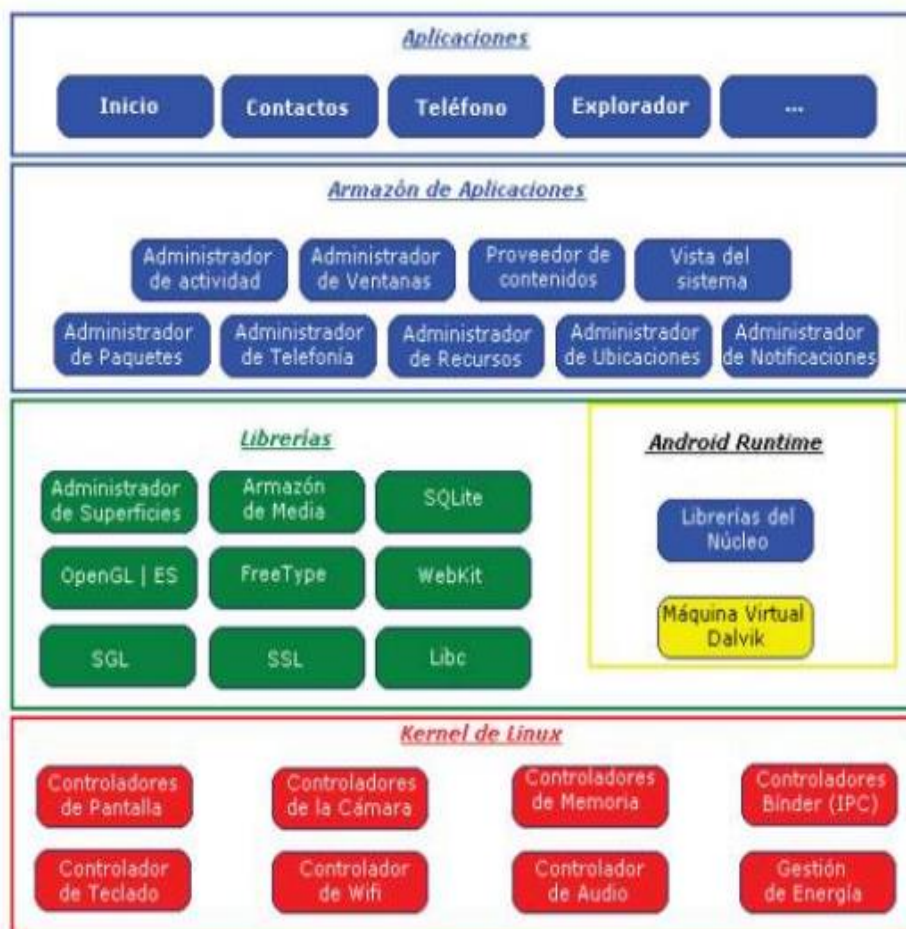 Aplicaciones
Inicio
Contactos
Teléfono
Explorador
...
Armazón de Aplicaciones
Administrador
de actividad
Administrador
de Ventanas
Proveedor de
contenidos
Vista del
sistema
Administrador
de Paquetes
Administrador
de Telefonía
Administrador
de Recursos
Administrador
de Ubicaciones
Administrador
de Notificaciones
Librerías
Administrador
de Superficies
Armazón
de Media
SQLite
OpenGL | ES
FreeType
WebKit
SGL
SSL
Libc
Android Runtime
Librerías del
Núcleo
Máquina Virtual
Dalvik
Kernel de Linux
Controladores
de Pantalla
Controladores
de la Cámara
Controladores
de Memoria
Controladores
Binder (IPC)
Controlador
de Teclado
Controlador
de Wifi
Controlador
de Audio
Gestión
de Energía